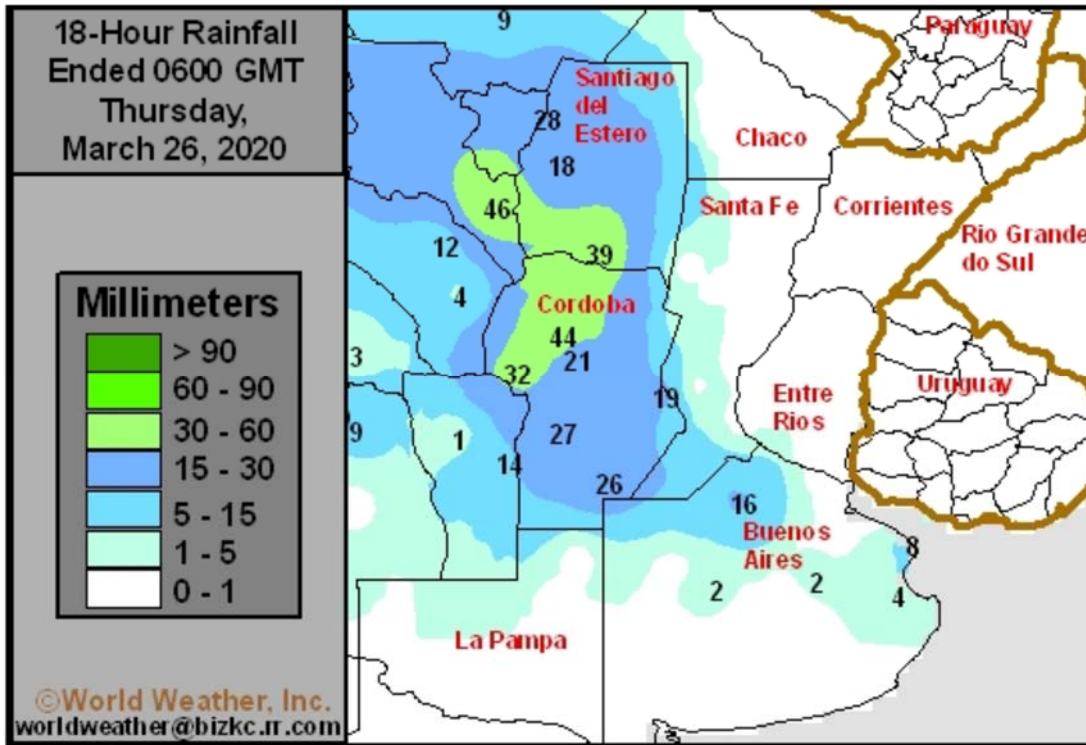 18-Hour Rainfall
Ended 0600 GMT
Thursday,
March 26, 2020
Millimeters
> 90
60 - 90
30 - 60
15 - 30
5 - 15
1 - 5
0 - 1
©World Weather, Inc.
worldweather@bizkc.rr.com
9
Paraguay
Santiago
del
Estero
28
Chaco
18
46
Santa Fe
Corrientes
12
39
Rio Grande
do Sul
4
Cordoba
44
3
21
32
Uruguay
19
Entre
Rios
9
1
27
14
26
16
Buenos
Aires
8
2
2
4
La Pampa